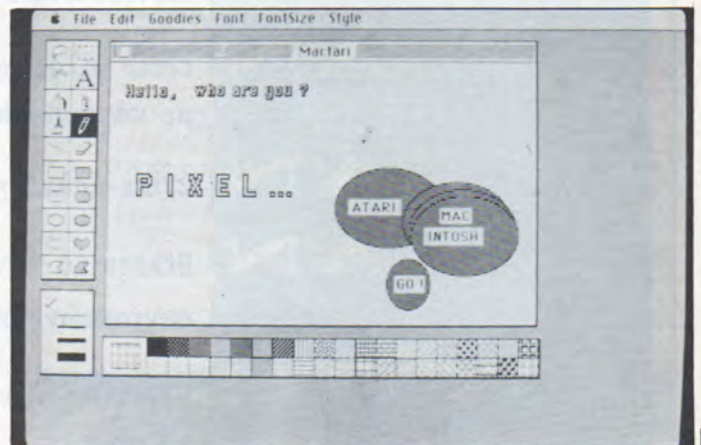 File Edit Goodies Font FontSize Style
Mactari
A
Hello, who are you ?
PIXEL...
ATARI
MAC
INTOSH
GO !